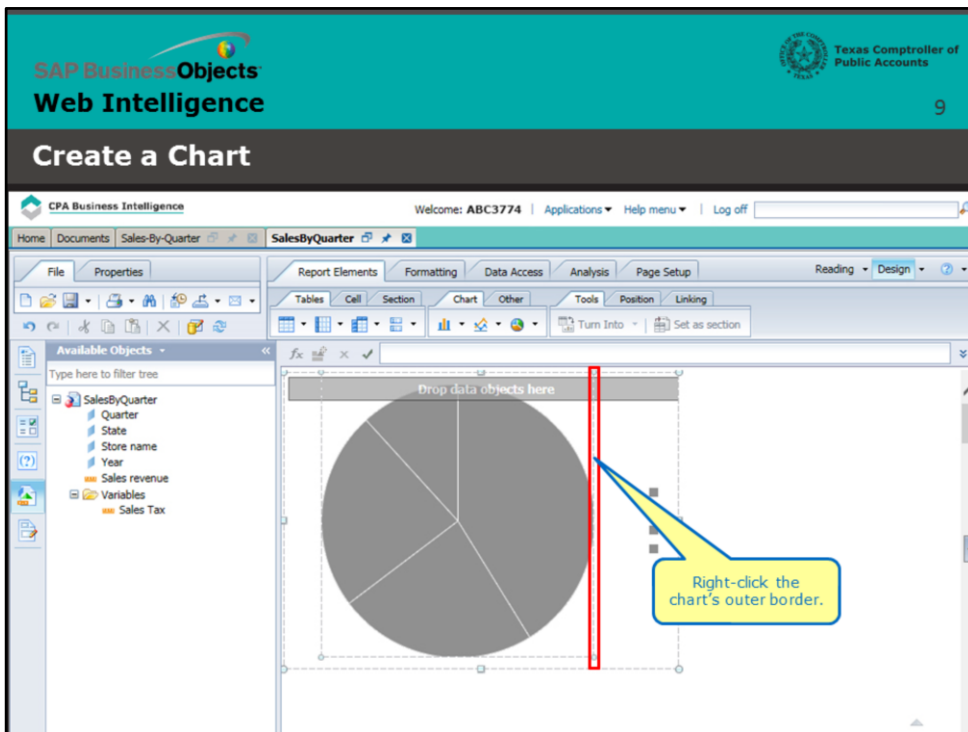 SAP BusinessObjects
Web Intelligence
Texas Comptroller of
Public Accounts
9
Create a Chart
CPA Business Intelligence
Welcome: ABC3774 | Applications Help menu | Log off
Home Documents Sales-By-Quarter SalesByQuarter
File Properties
Report Elements Formatting Data Access Analysis Page Setup
Reading Design
Tables Cell Section Chart Other Tools Position Linking
Turn Into Set as section
Available Objects
Type here to filter tree
SalesByQuarter
Quarter
State
Store name
Year
Sales revenue
Variables
Sales Tax
fx
Drop data objects here
Right-click the
chart's outer border.